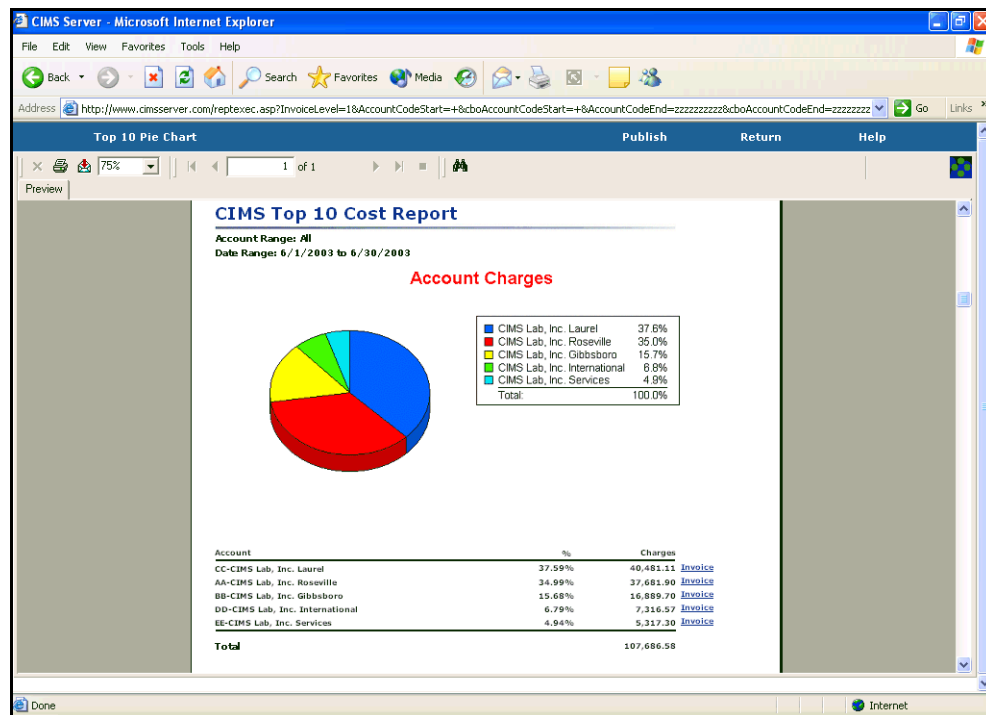 CIMS Server - Microsoft Internet Explorer
File Edit View Favorites Tools Help
Back Search Favorites Media
Address http://www.cimsserver.com/reptexec.asp?InvoiceLevel=1&AccountCodeStart=+&cboAccountCodeStart=+&AccountCodeEnd=zzzzzzzzzz&cboAccountCodeEnd=zzzzzzzz Go Links »
Top 10 Pie Chart Publish Return Help
75% 1 of 1
Preview
CIMS Top 10 Cost Report
Account Range: All
Date Range: 6/1/2003 to 6/30/2003
Account Charges
CIMS Lab, Inc. Laurel 37.6%
CIMS Lab, Inc. Roseville 35.0%
CIMS Lab, Inc. Gibbsboro 15.7%
CIMS Lab, Inc. International 6.8%
CIMS Lab, Inc. Services 4.9%
Total: 100.0%
Account % Charges
CC-CIMS Lab, Inc. Laurel 37.59% 40,481.11 Invoice
AA-CIMS Lab, Inc. Roseville 34.99% 37,681.90 Invoice
BB-CIMS Lab, Inc. Gibbsboro 15.68% 16,889.70 Invoice
DD-CIMS Lab, Inc. International 6.79% 7,316.57 Invoice
EE-CIMS Lab, Inc. Services 4.94% 5,317.30 Invoice
Total 107,686.58
Done Internet